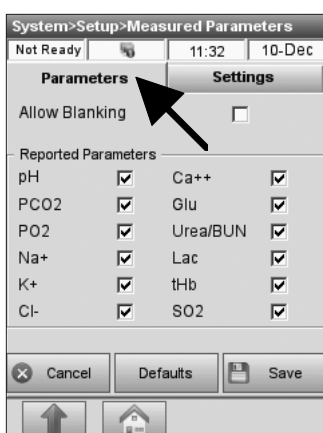 System>Setup>Measured Parameters
Not Ready 11:32 10-Dec
Parameters Settings
Allow Blanking
Reported Parameters
pH Ca++
PCO2 Glu
PO2 Urea/BUN
Na+ Lac
K+ tHb
Cl- SO2
Cancel Defaults Save